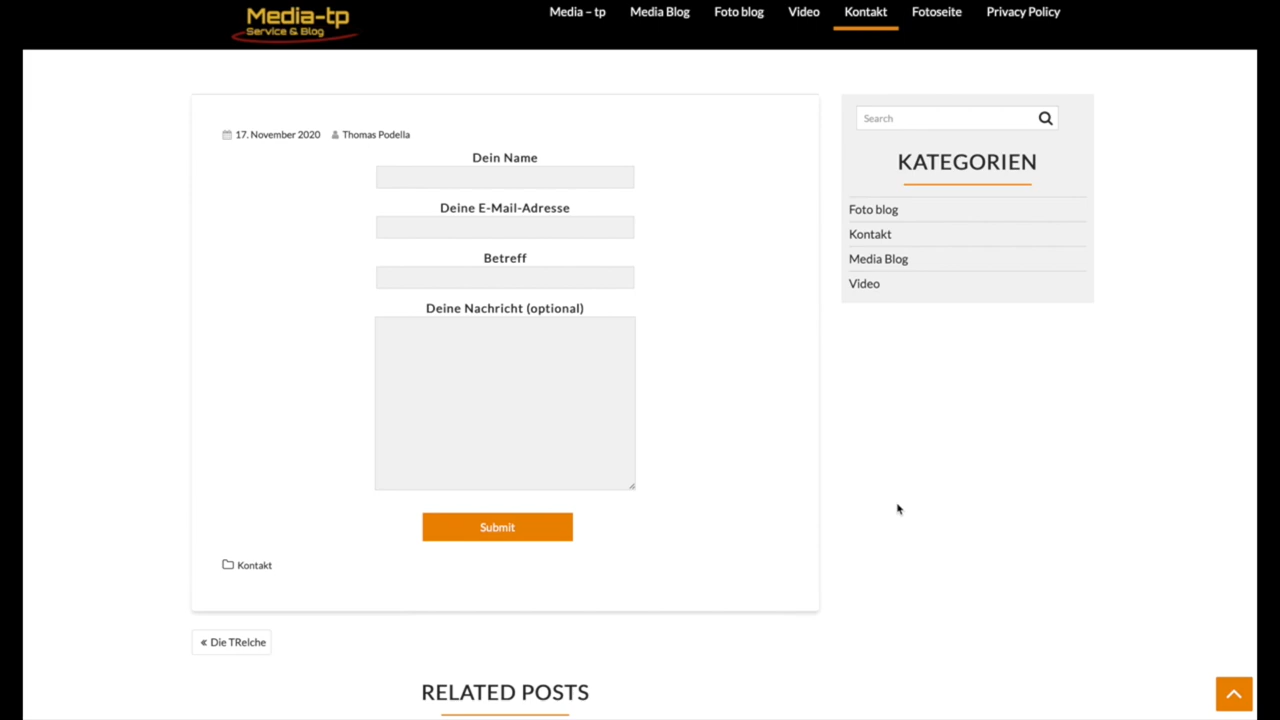 Media-tp
Service & Blog
Media – tp
Media Blog
Foto blog
Video
Kontakt
Fotoseite
Privacy Policy
17. November 2020
Thomas Podella
Dein Name
Deine E-Mail-Adresse
Betreff
Deine Nachricht (optional)
Submit
Kontakt
« Die TRelche
RELATED POSTS
Search
KATEGORIEN
Foto blog
Kontakt
Media Blog
Video